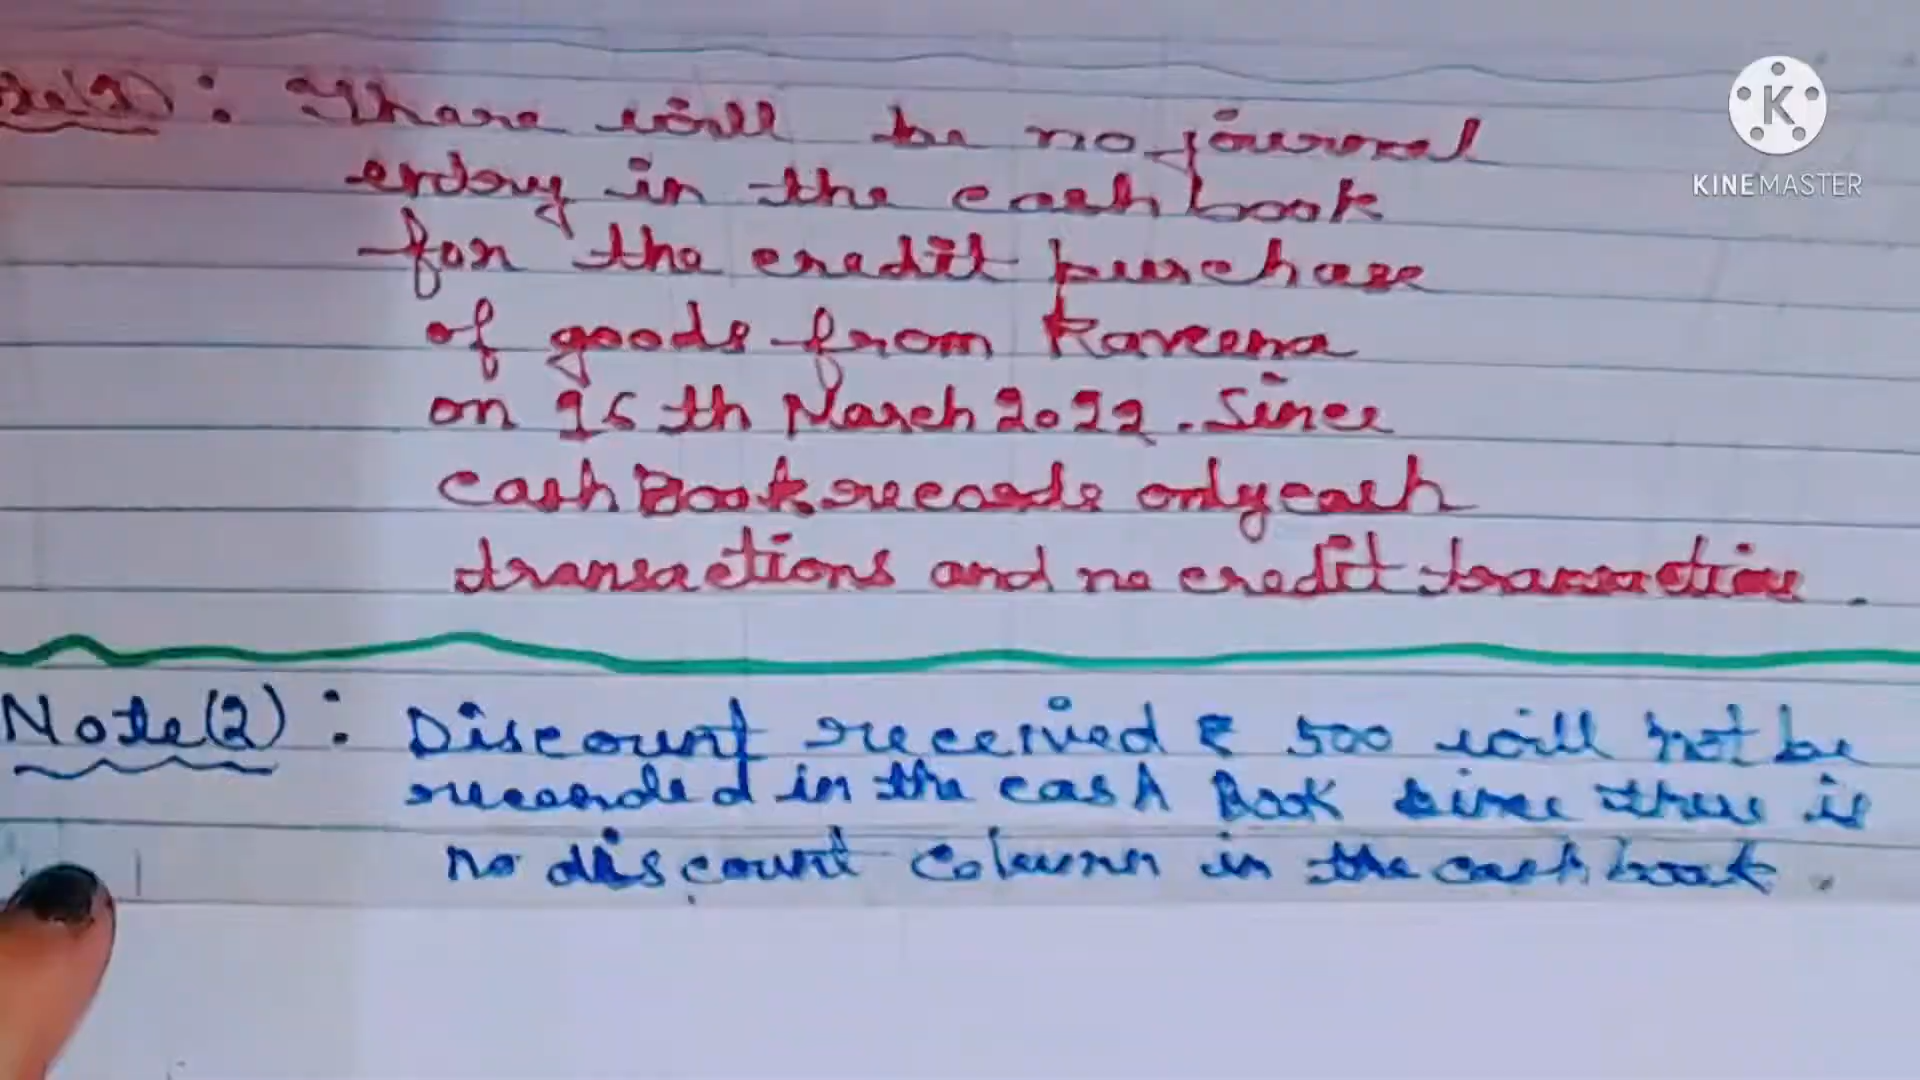 There will be no journal
entry in the cash book
for the credit purchase
of goods from Raveena
on 15th March 2022. Since
cash Book records only cash
transactions and no credit transaction.
Note(2): Discount received ₹ 500 will not be
recorded in the cash Book since there is
no discount column in the cash book.
K
KINEMASTER